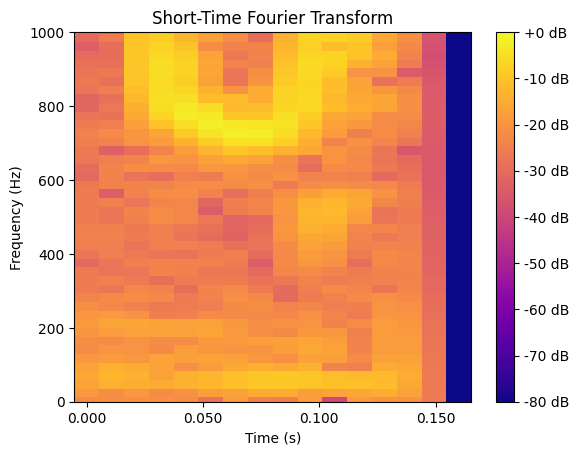 Short-Time Fourier Transform
Frequency (Hz)
1000
800
600
400
200
0
0.000
0.050
0.100
0.150
Time (s)
+0 dB
-10 dB
-20 dB
-30 dB
-40 dB
-50 dB
-60 dB
-70 dB
-80 dB